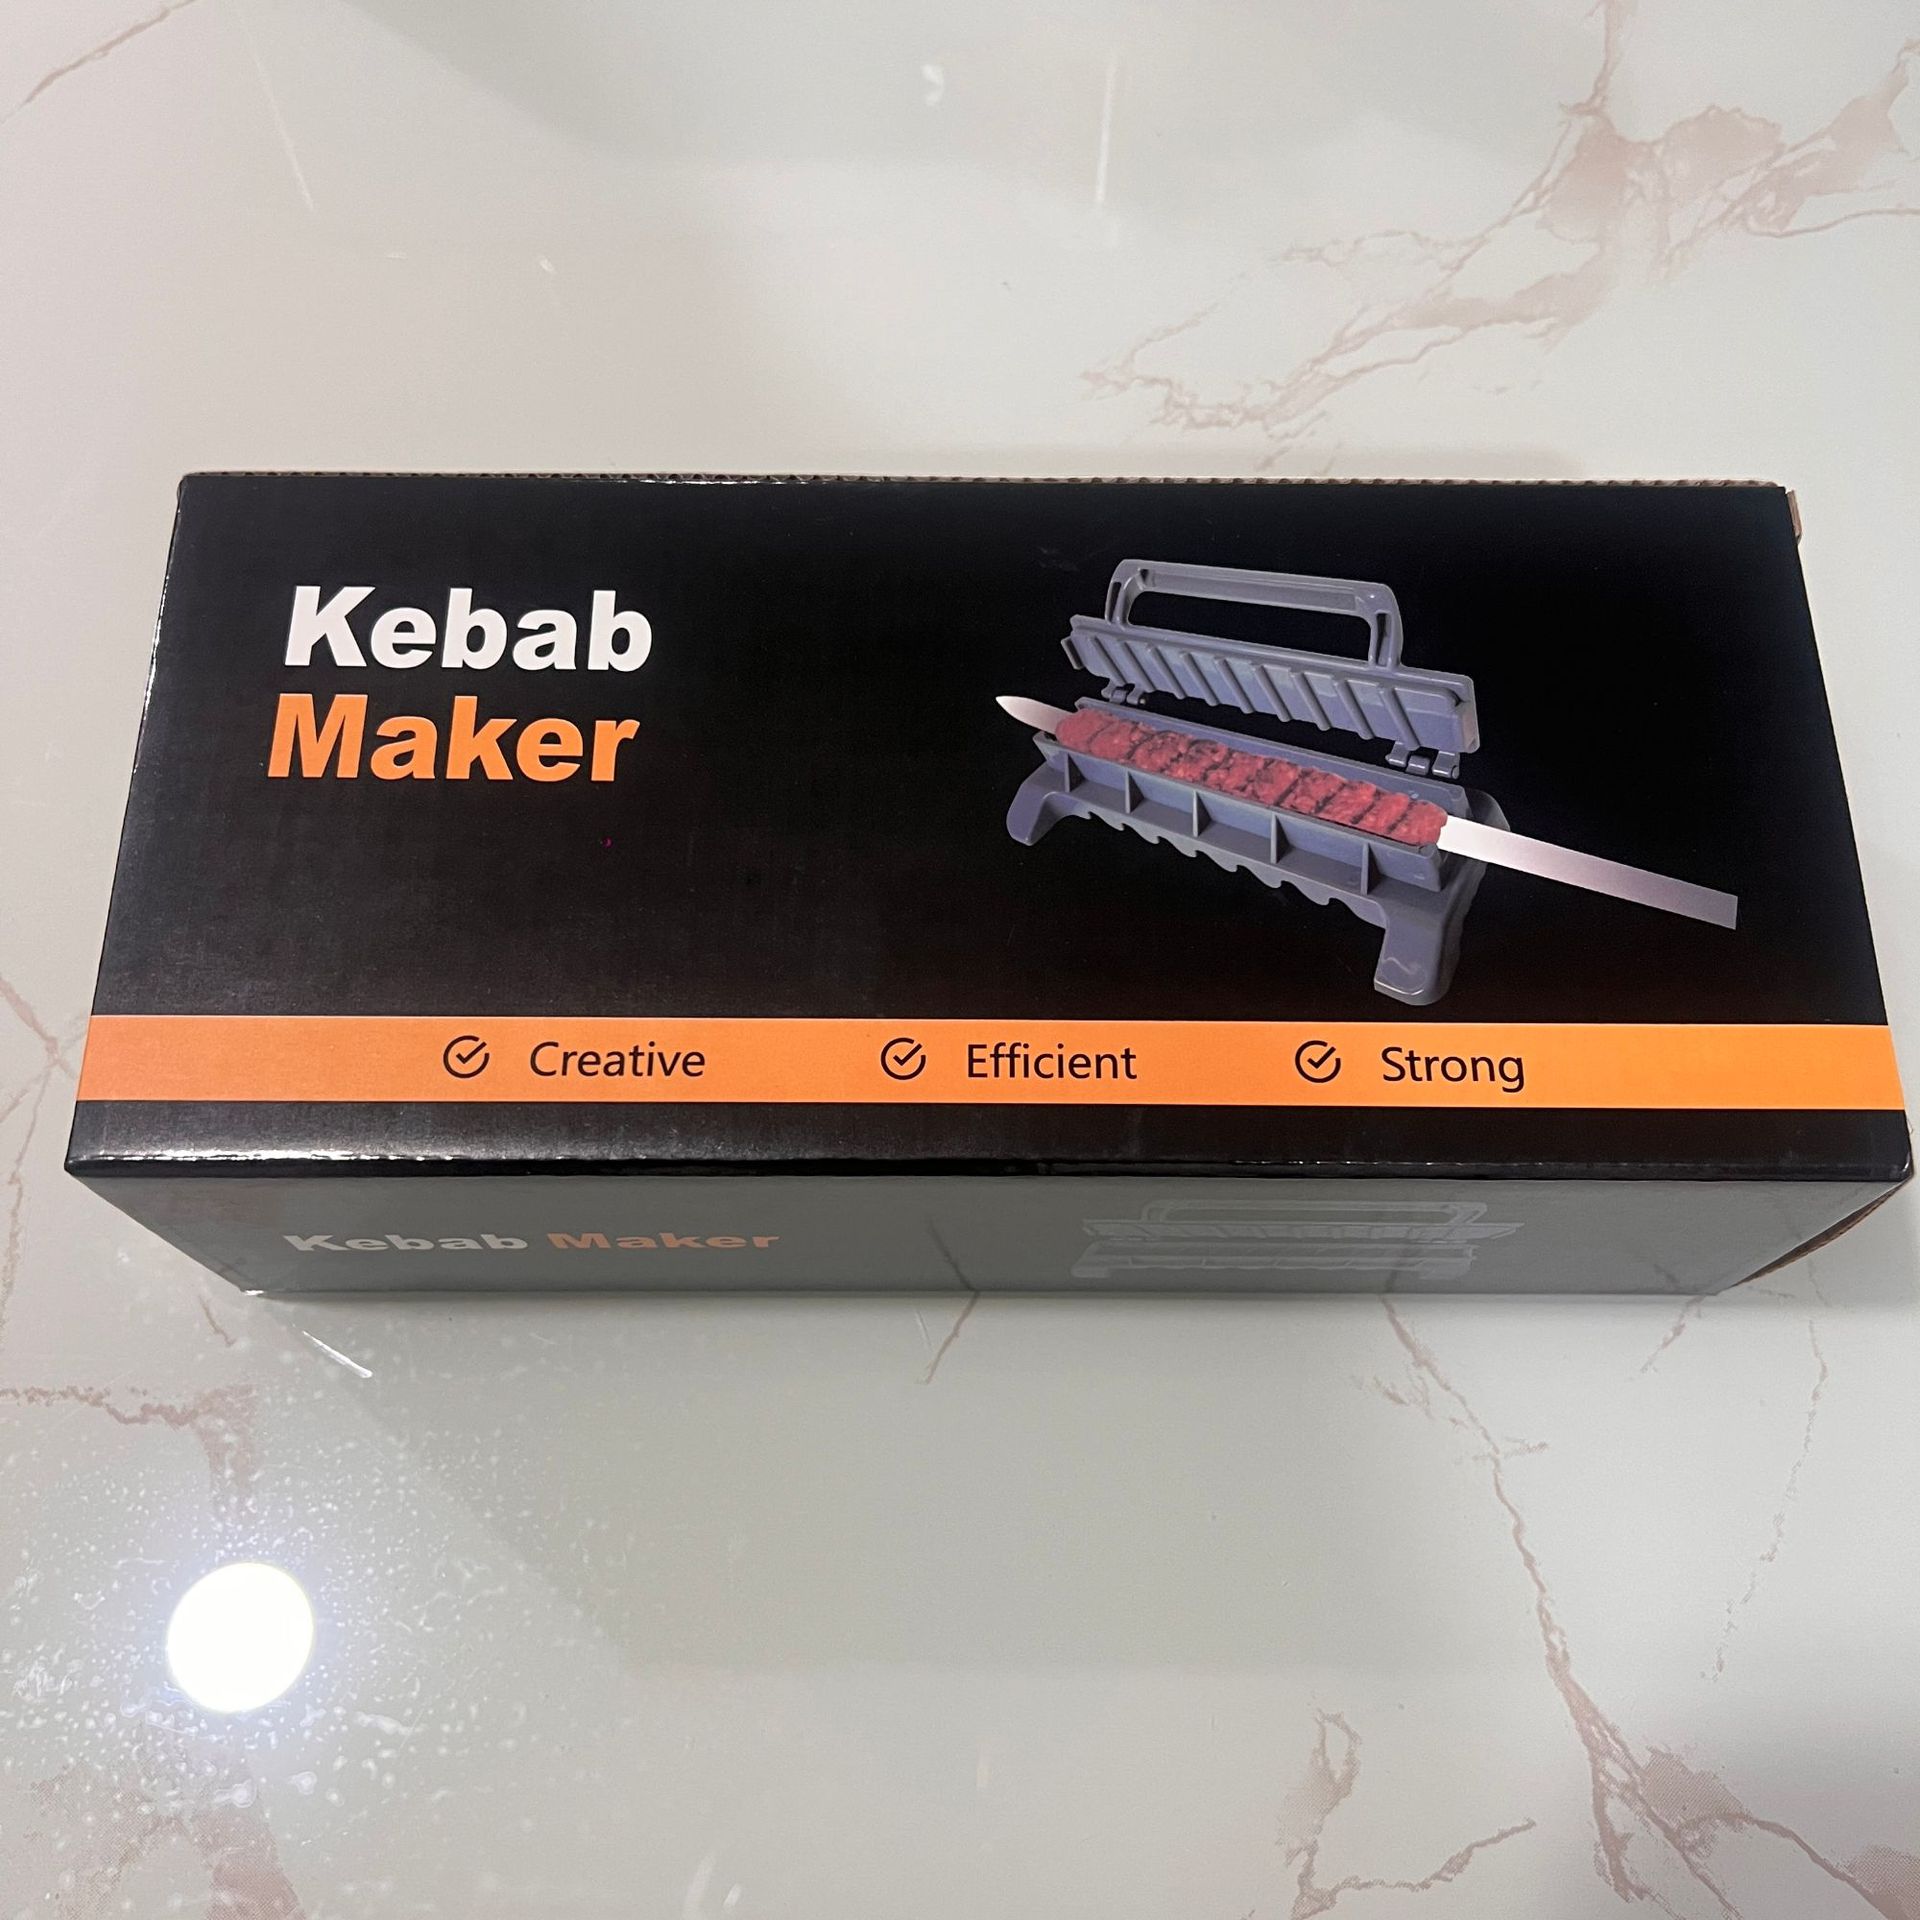 Kebab
Maker
Creative
Efficient
Strong
Kebab Maker